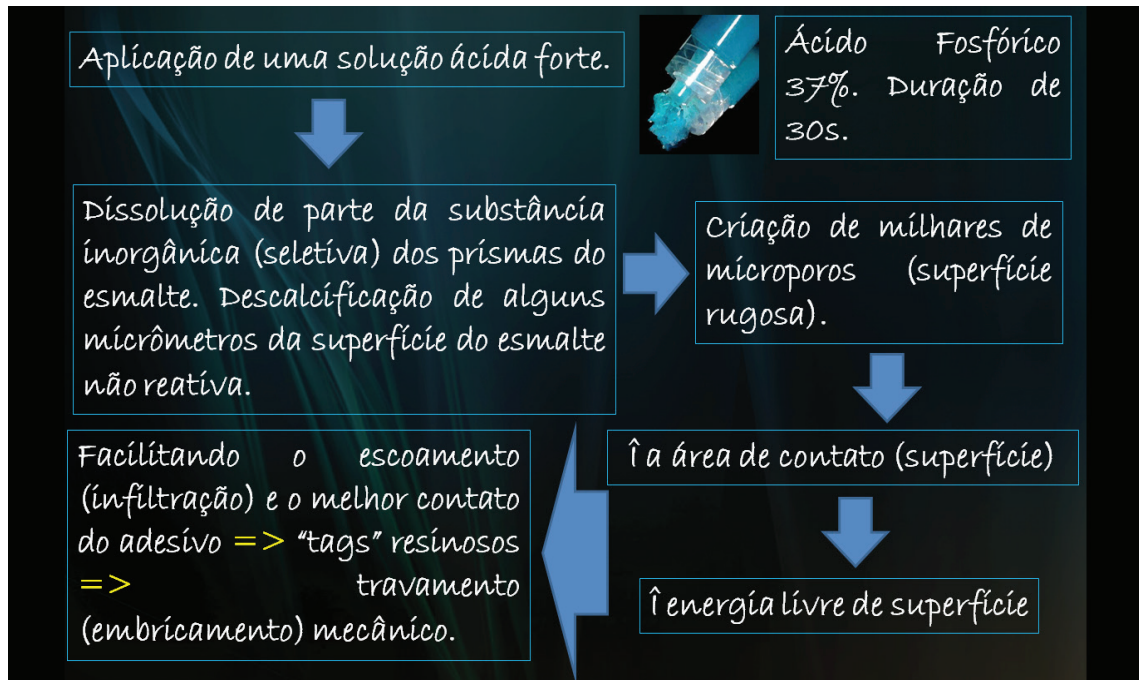 Aplicação de uma solução ácida forte.
Ácido Fosfórico
37%. Duração de
30s.
Dissolução de parte da substância
inorgânica (seletiva) dos prismas do
esmalte. Descalcificação de alguns
micrômetros da superfície do esmalte
não reativa.
Criação de milhares de
microporos (superfície
rugosa).
Î a área de contato (superfície)
Î energia livre de superfície
Facilitando o escoamento
(infiltração) e o melhor contato
do adesivo => "tags" resinosos
=> travamento
(embricamento) mecânico.